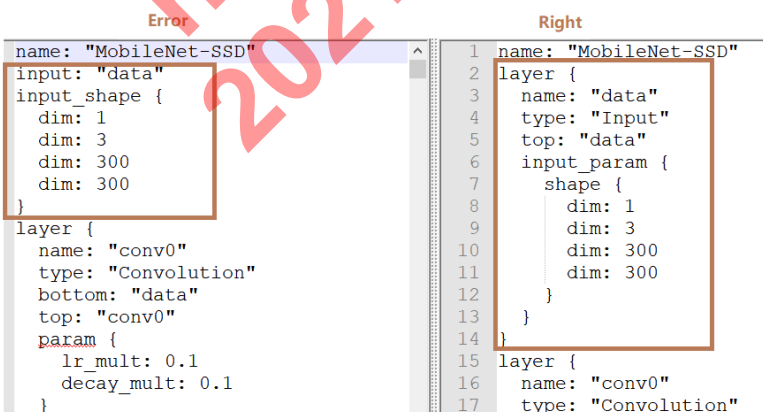 Error
name: "MobileNet-SSD"
input: "data"
input_shape {
  dim: 1
  dim: 3
  dim: 300
  dim: 300
}
layer {
  name: "conv0"
  type: "Convolution"
  bottom: "data"
  top: "conv0"
  param {
    lr_mult: 0.1
    decay_mult: 0.1
  }
Right
1 name: "MobileNet-SSD"
2 layer {
3   name: "data"
4   type: "Input"
5   top: "data"
6   input_param {
7     shape {
8       dim: 1
9       dim: 3
10       dim: 300
11       dim: 300
12     }
13   }
14 }
15 layer {
16   name: "conv0"
17   type: "Convolution"